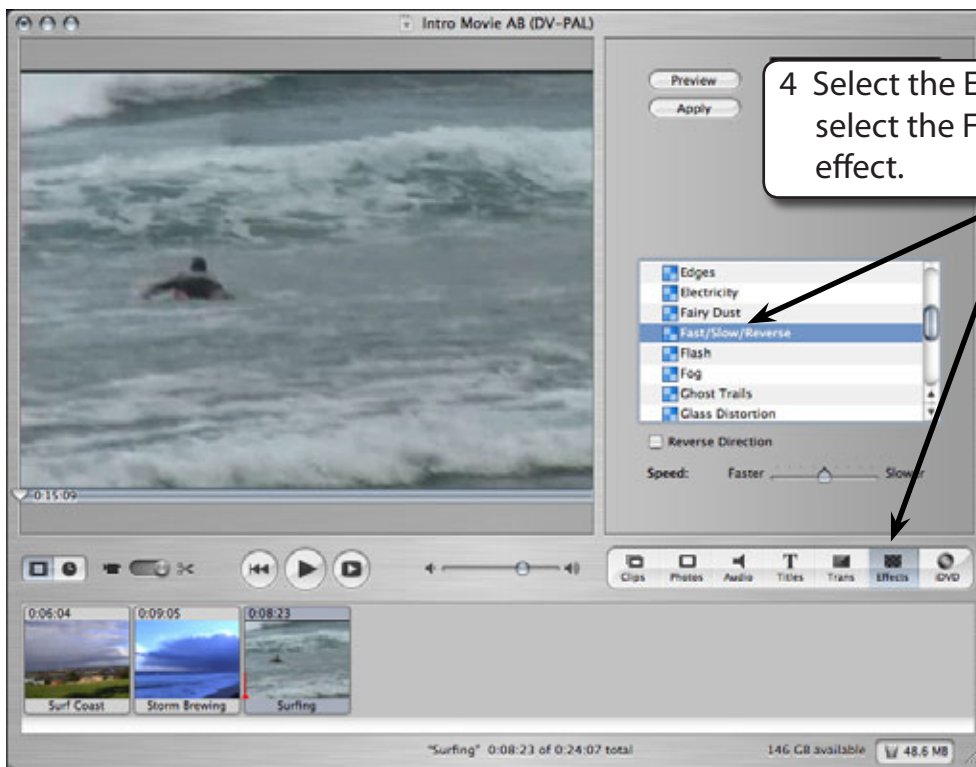 Intro Movie AB (DV-PAL)
Preview
Apply
4 Select the E
select the F
effect.
Edges
Electricity
Fairy Dust
Fast/Slow/Reverse
Flash
Fog
Ghost Trails
Glass Distortion
Reverse Direction
Speed: Faster Slower
0:15:09
Clips Photos Audio Titles Trans Effects iDVD
0:06:04 0:09:05 0:08:23
Surf Coast Storm Brewing Surfing
"Surfing" 0:08:23 of 0:24:07 total 146 GB available 48.6 MB